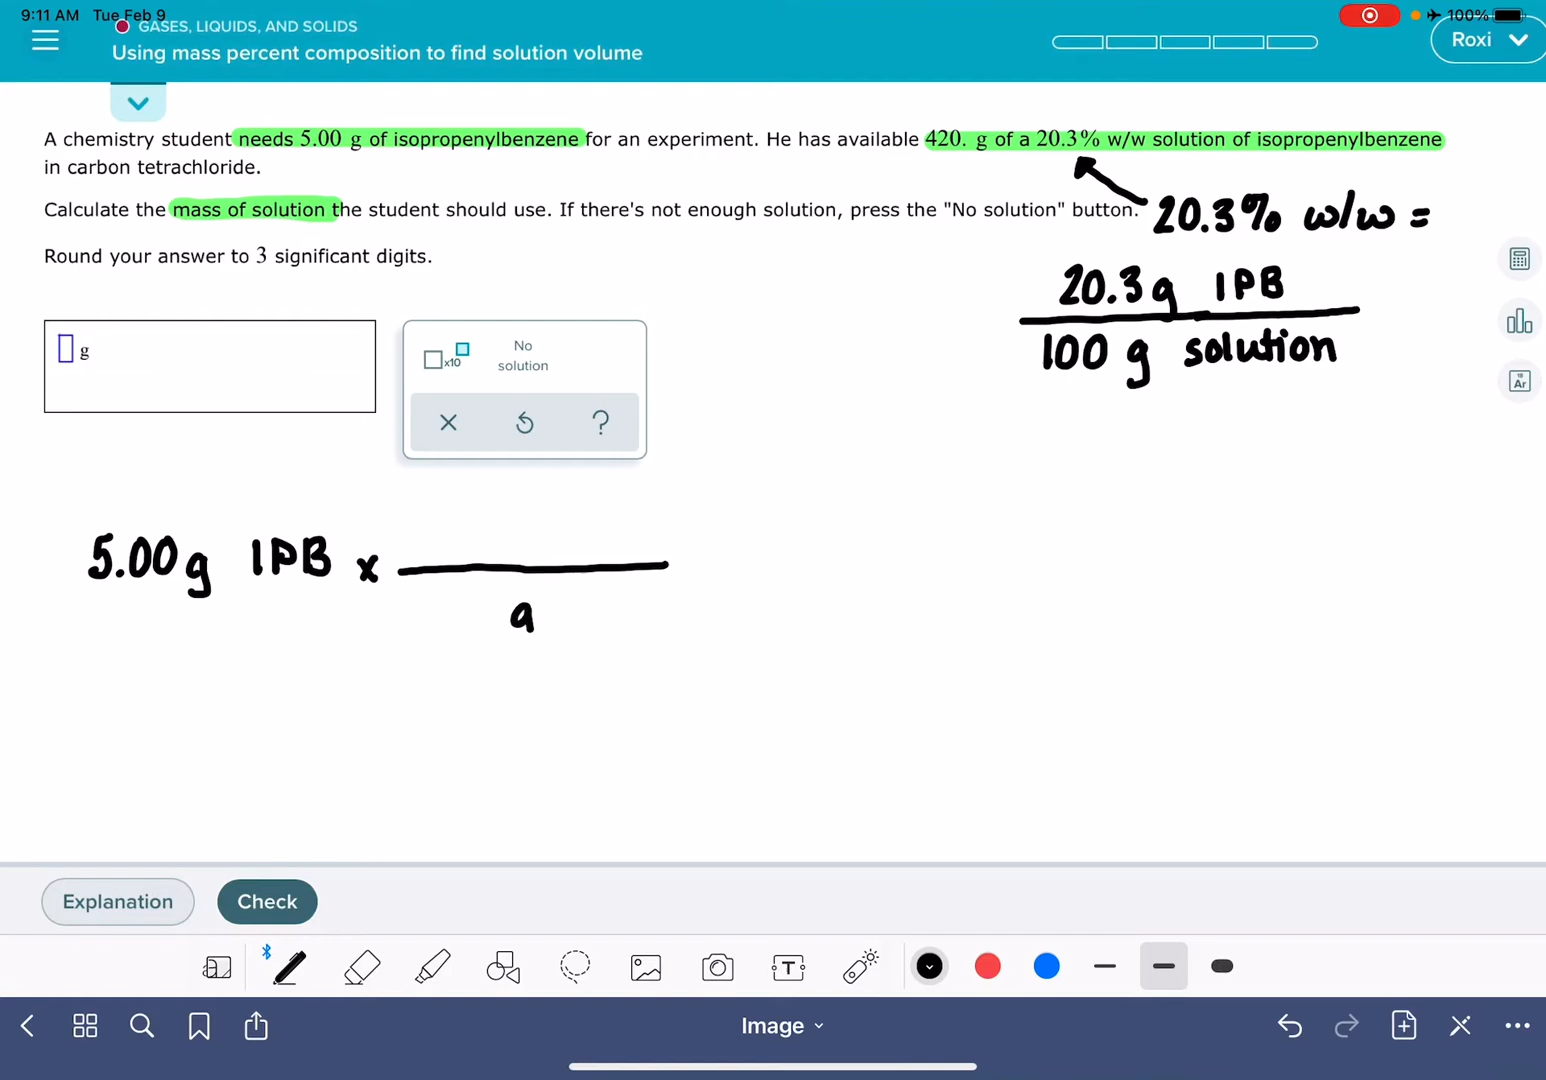 9:11 AM Tue Feb 9
100%
GASES, LIQUIDS, AND SOLIDS
Using mass percent composition to find solution volume
Roxi
A chemistry student needs 5.00 g of isopropenylbenzene for an experiment. He has available 420. g of a 20.3% w/w solution of isopropenylbenzene
in carbon tetrachloride.
Calculate the mass of solution the student should use. If there's not enough solution, press the "No solution" button.
20.3% w/w =
Round your answer to 3 significant digits.
20.3g IPB
100 g solution
g
x10
No
solution
?
18
Ar
5.00g IPB x
g
Explanation
Check
a
T
Image